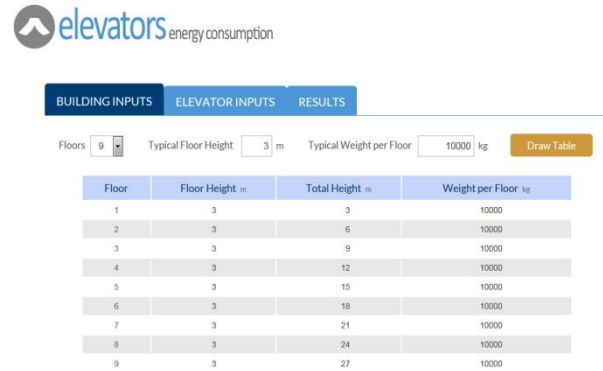 elevators energy consumption
BUILDING INPUTS ELEVATOR INPUTS RESULTS
Floors 9 Typical Floor Height 3 m Typical Weight per Floor 10000 kg Draw Table
Floor Floor Height m Total Height m Weight per Floor kg
1 3 3 10000
2 3 6 10000
3 3 9 10000
4 3 12 10000
5 3 15 10000
6 3 18 10000
7 3 21 10000
8 3 24 10000
9 3 27 10000